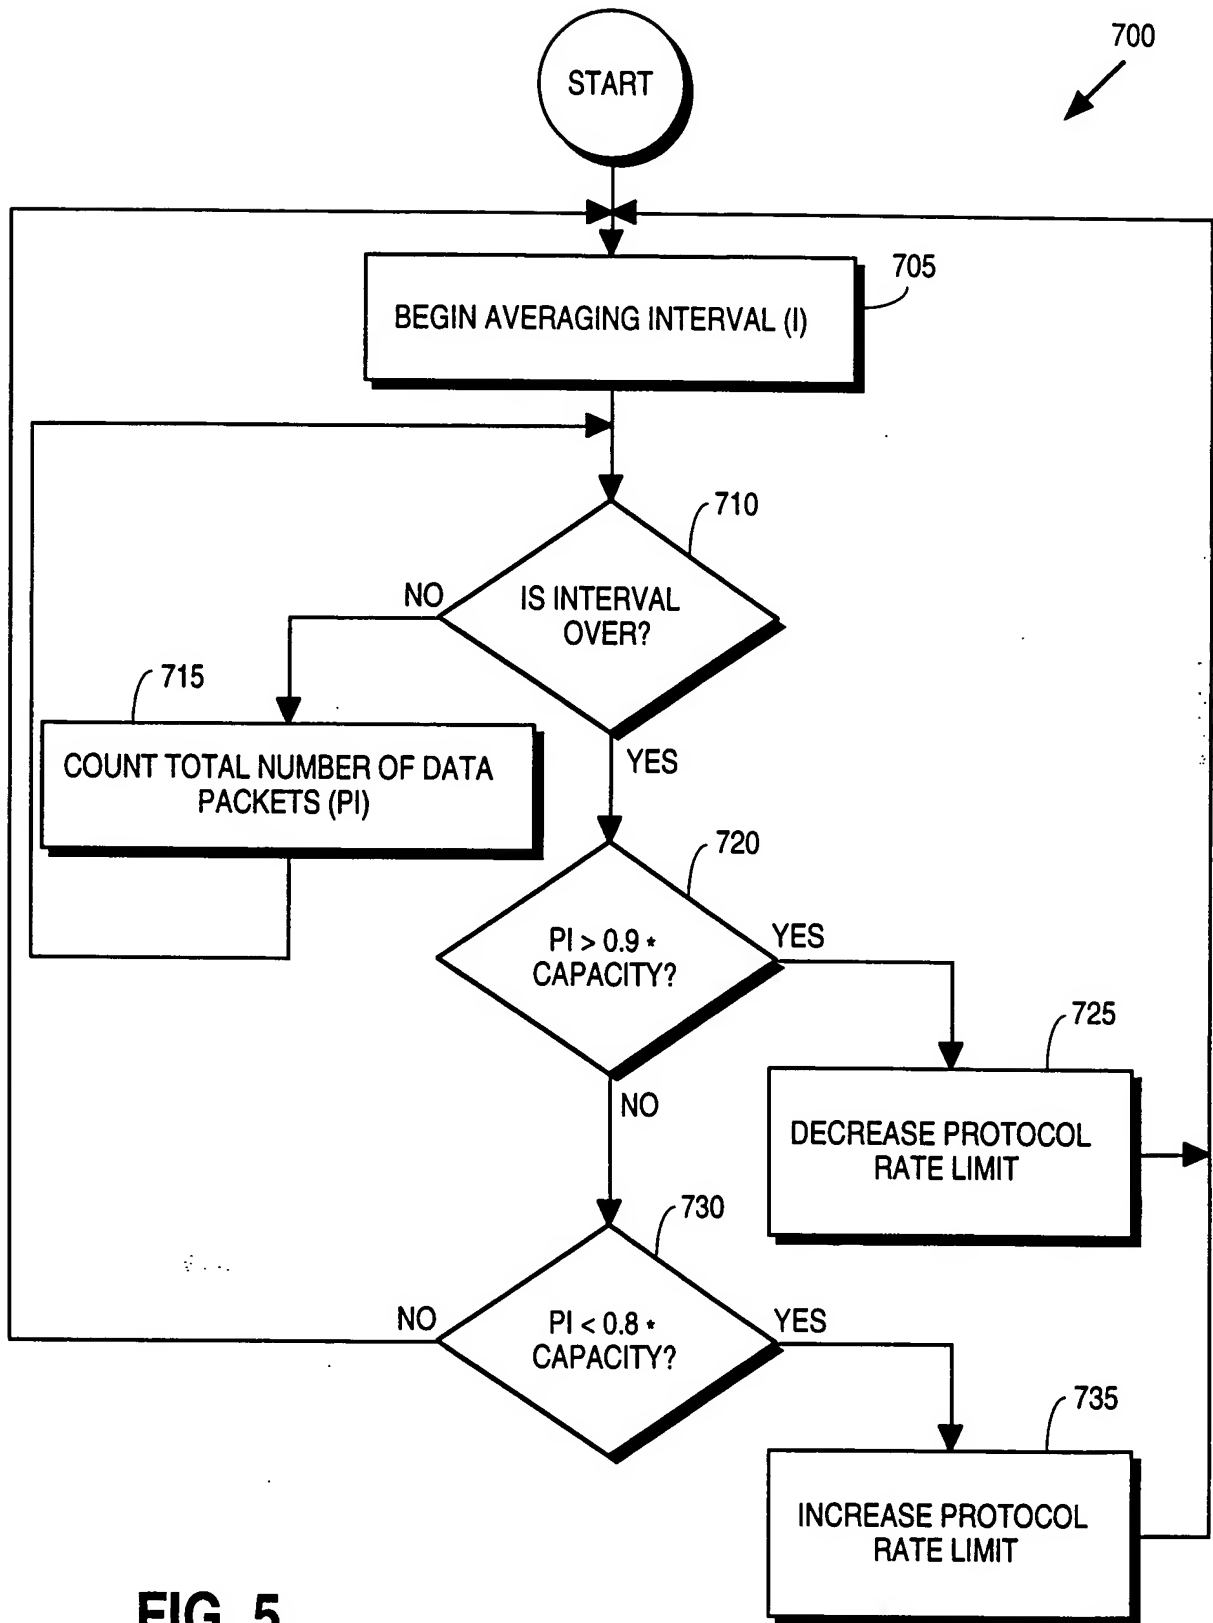 700
START
705
BEGIN AVERAGING INTERVAL (I)
710
NO
IS INTERVAL
OVER?
715
YES
COUNT TOTAL NUMBER OF DATA
PACKETS (PI)
720
PI > 0.9 *
CAPACITY?
YES
725
NO
DECREASE PROTOCOL
RATE LIMIT
730
NO
PI < 0.8 *
CAPACITY?
YES
735
INCREASE PROTOCOL
RATE LIMIT
FIG. 5